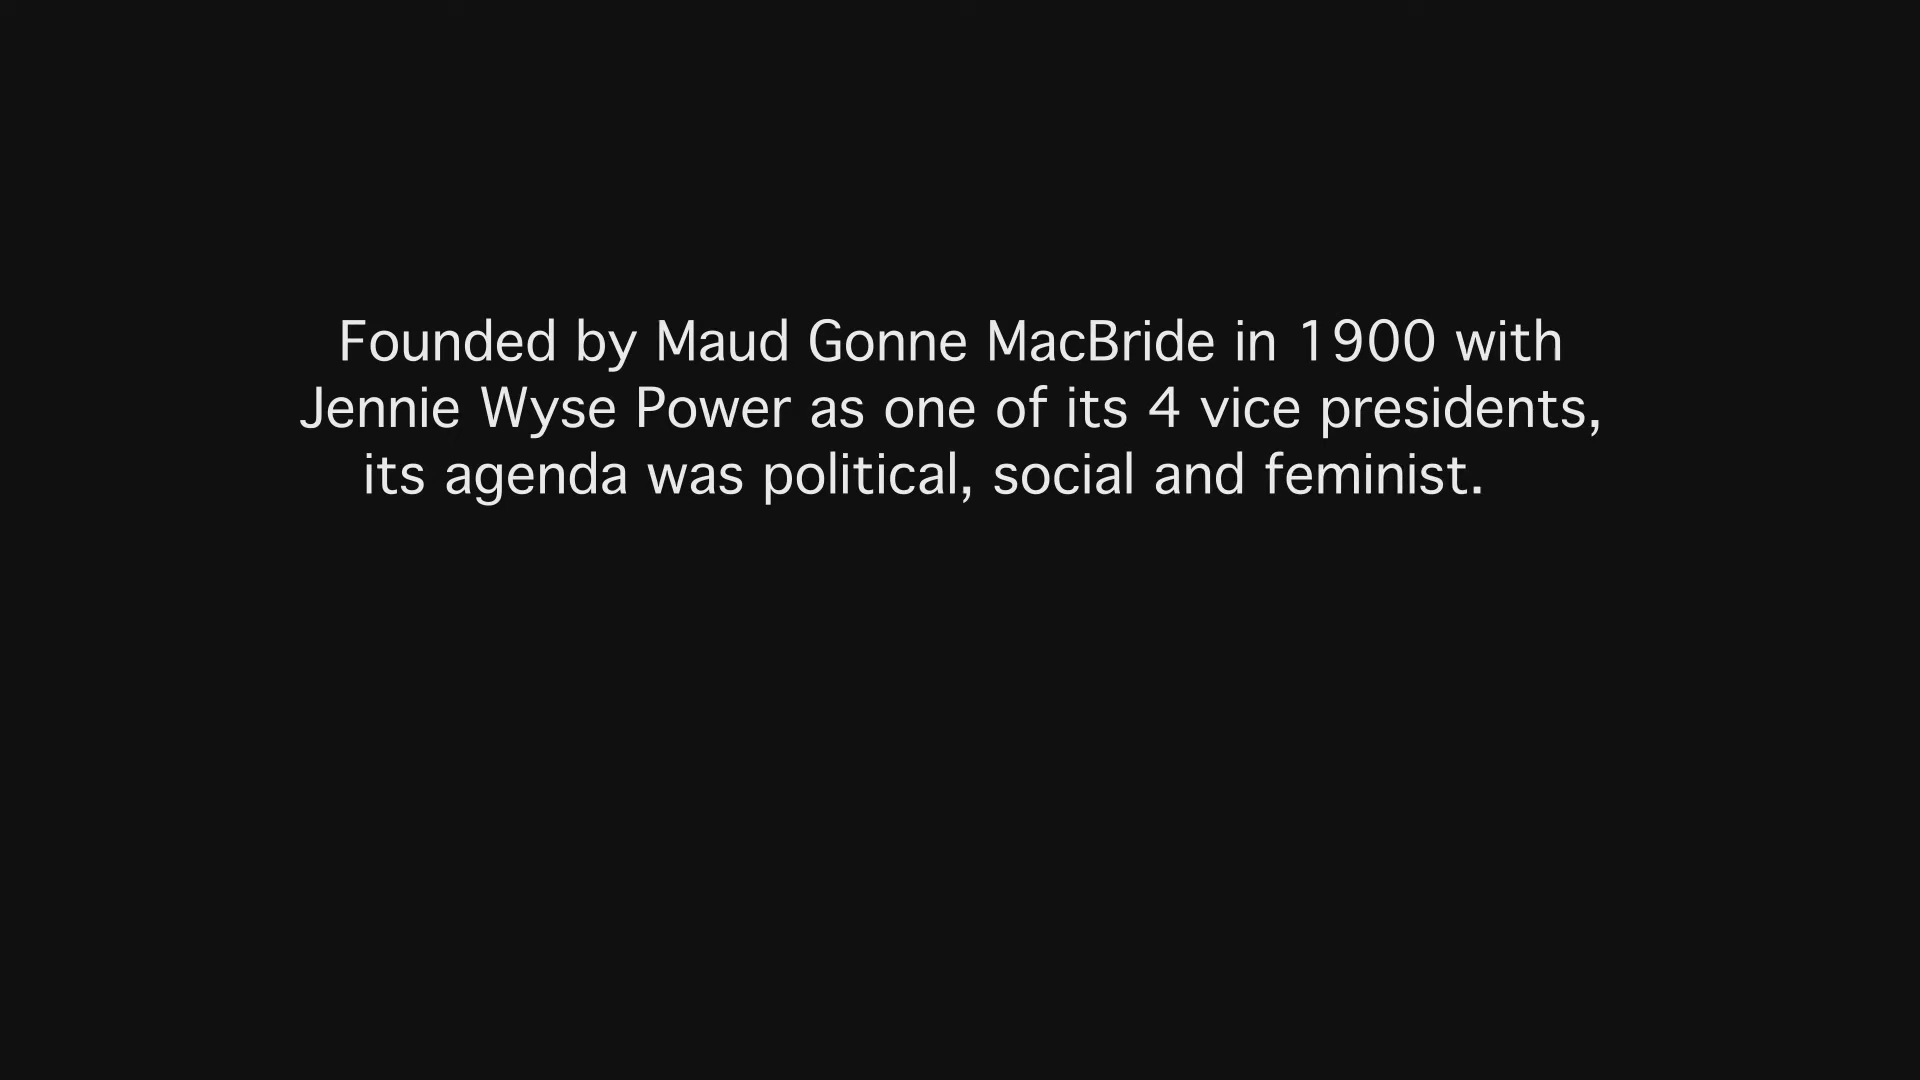 Founded by Maud Gonne MacBride in 1900 with
Jennie Wyse Power as one of its 4 vice presidents,
its agenda was political, social and feminist.